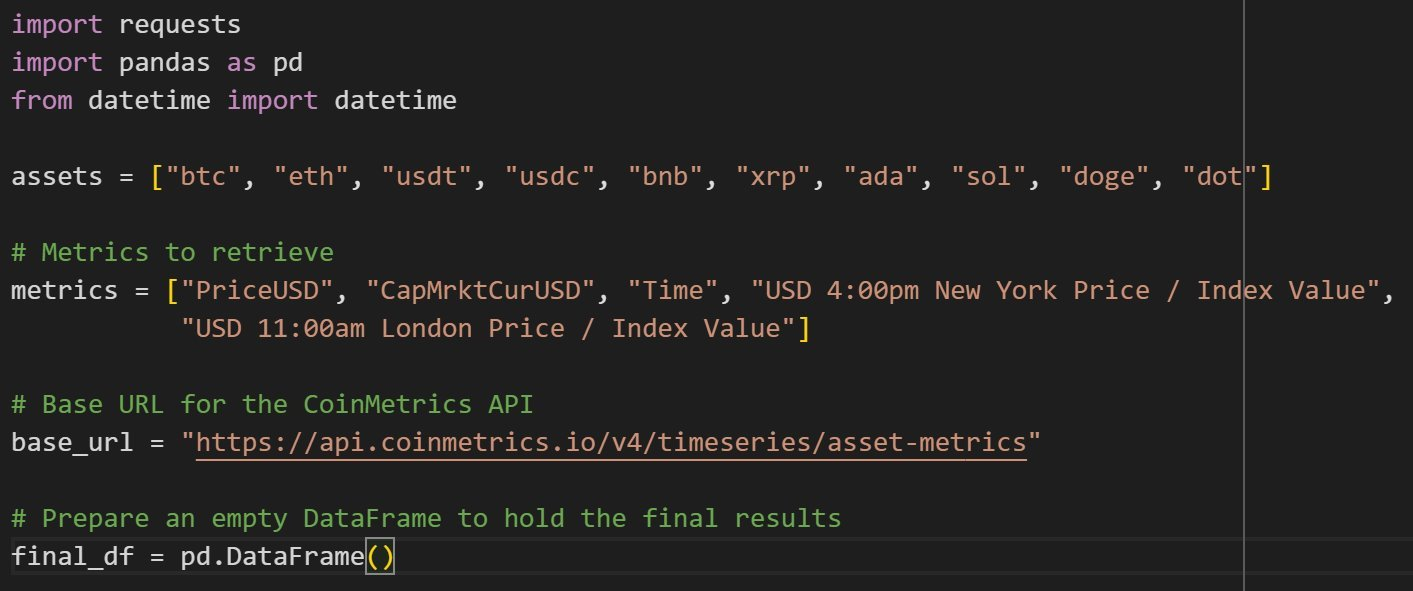 import requests
import pandas as pd
from datetime import datetime
assets = ["btc", "eth", "usdt", "usdc", "bnb", "xrp", "ada", "sol", "doge", "dot"]
# Metrics to retrieve
metrics = ["PriceUSD", "CapMrktCurUSD", "Time", "USD 4:00pm New York Price / Index Value",
"USD 11:00am London Price / Index Value"]
# Base URL for the CoinMetrics API
base_url = "https://api.coinmetrics.io/v4/timeseries/asset-metrics"
# Prepare an empty DataFrame to hold the final results
final_df = pd.DataFrame()